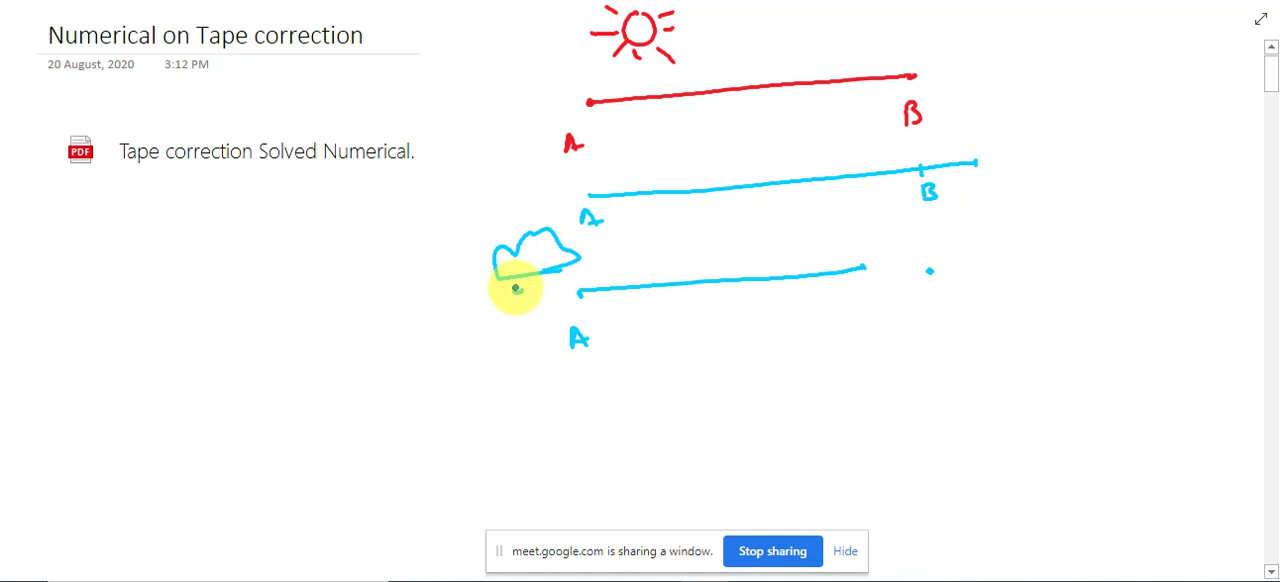 Numerical on Tape correction
20 August, 2020 3:12 PM
PDF Tape correction Solved Numerical.
A B
A B
A
meet.google.com is sharing a window. Stop sharing Hide